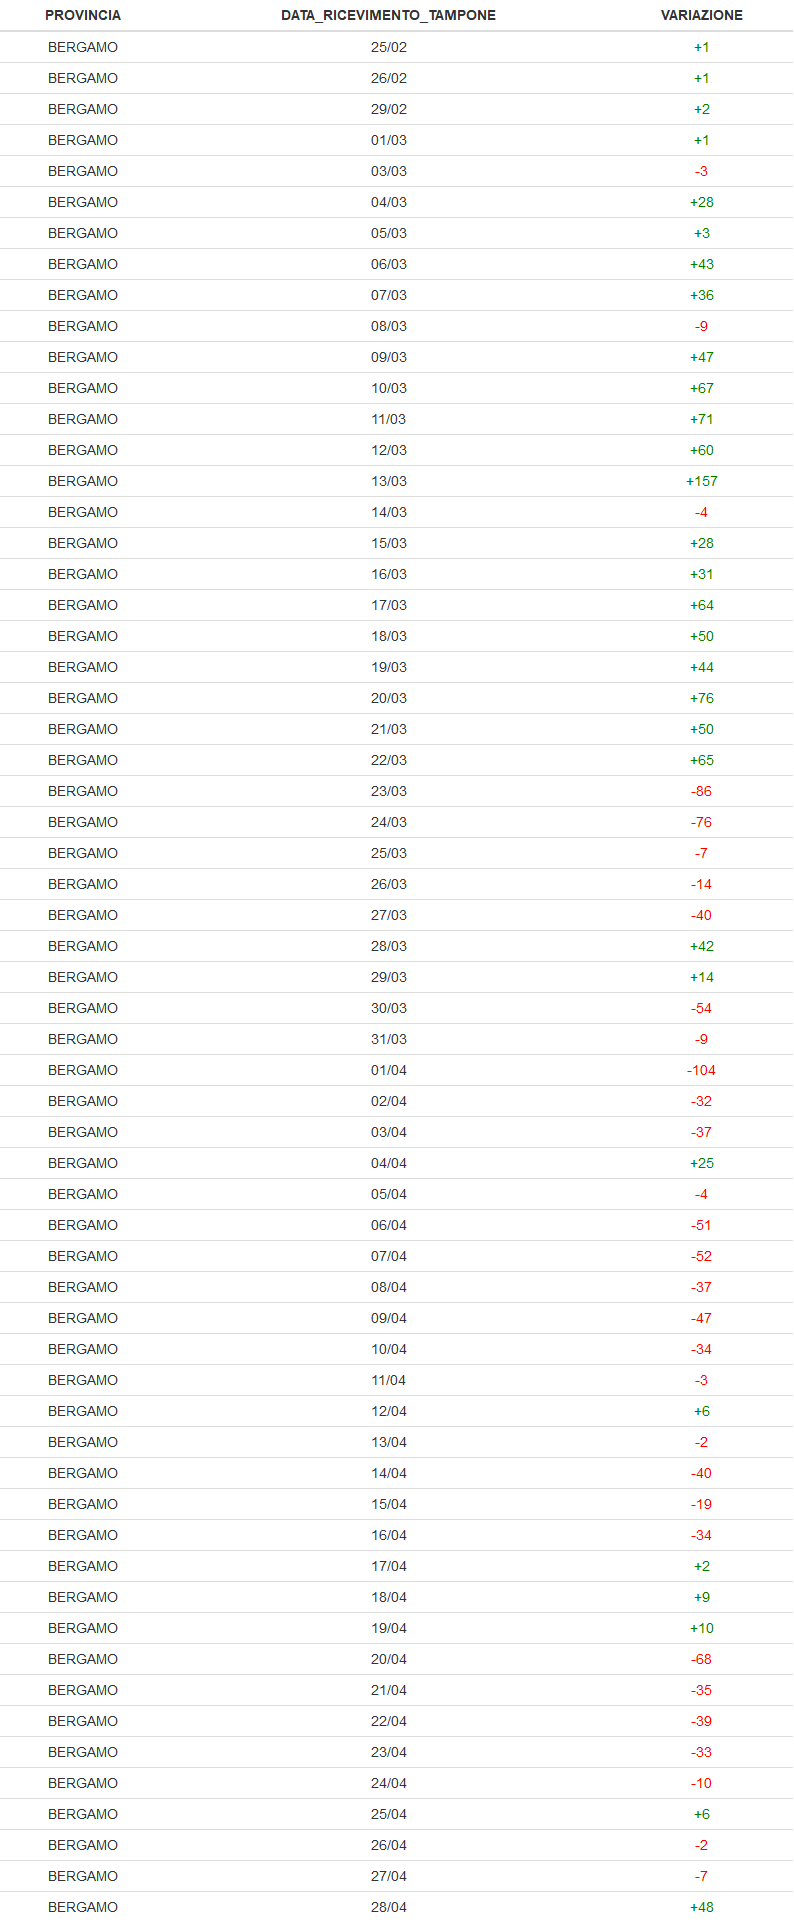 PROVINCIA DATA_RICEVIMENTO_TAMPONE VARIAZIONE
BERGAMO 25/02 +1
BERGAMO 26/02 +1
BERGAMO 29/02 +2
BERGAMO 01/03 +1
BERGAMO 03/03 -3
BERGAMO 04/03 +28
BERGAMO 05/03 +3
BERGAMO 06/03 +43
BERGAMO 07/03 +36
BERGAMO 08/03 -9
BERGAMO 09/03 +47
BERGAMO 10/03 +67
BERGAMO 11/03 +71
BERGAMO 12/03 +60
BERGAMO 13/03 +157
BERGAMO 14/03 -4
BERGAMO 15/03 +28
BERGAMO 16/03 +31
BERGAMO 17/03 +64
BERGAMO 18/03 +50
BERGAMO 19/03 +44
BERGAMO 20/03 +76
BERGAMO 21/03 +50
BERGAMO 22/03 +65
BERGAMO 23/03 -86
BERGAMO 24/03 -76
BERGAMO 25/03 -7
BERGAMO 26/03 -14
BERGAMO 27/03 -40
BERGAMO 28/03 +42
BERGAMO 29/03 +14
BERGAMO 30/03 -54
BERGAMO 31/03 -9
BERGAMO 01/04 -104
BERGAMO 02/04 -32
BERGAMO 03/04 -37
BERGAMO 04/04 +25
BERGAMO 05/04 -4
BERGAMO 06/04 -51
BERGAMO 07/04 -52
BERGAMO 08/04 -37
BERGAMO 09/04 -47
BERGAMO 10/04 -34
BERGAMO 11/04 -3
BERGAMO 12/04 +6
BERGAMO 13/04 -2
BERGAMO 14/04 -40
BERGAMO 15/04 -19
BERGAMO 16/04 -34
BERGAMO 17/04 +2
BERGAMO 18/04 +9
BERGAMO 19/04 +10
BERGAMO 20/04 -68
BERGAMO 21/04 -35
BERGAMO 22/04 -39
BERGAMO 23/04 -33
BERGAMO 24/04 -10
BERGAMO 25/04 +6
BERGAMO 26/04 -2
BERGAMO 27/04 -7
BERGAMO 28/04 +48